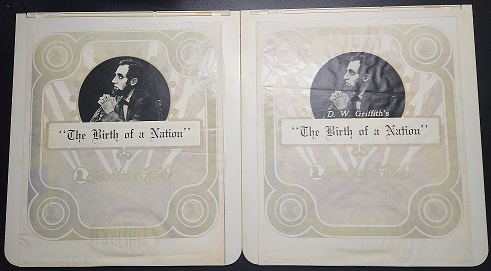 "The Birth of a Nation"
D. W. Griffith's
"The Birth of a Nation"